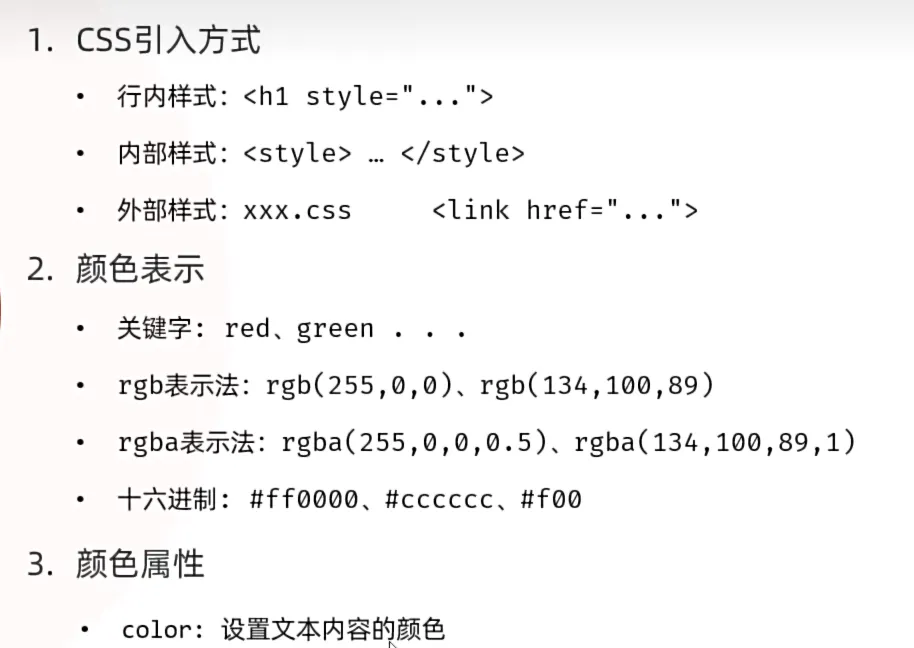 1. CSS引入方式
• 行内样式：<h1 style="...">
• 内部样式：<style> … </style>
• 外部样式：xxx.css <link href="...">
2. 颜色表示
• 关键字: red、green . . .
• rgb表示法：rgb(255,0,0)、rgb(134,100,89)
• rgba表示法：rgba(255,0,0,0.5)、rgba(134,100,89,1)
• 十六进制: #ff0000、#cccccc、#f00
3. 颜色属性
• color: 设置文本内容的颜色